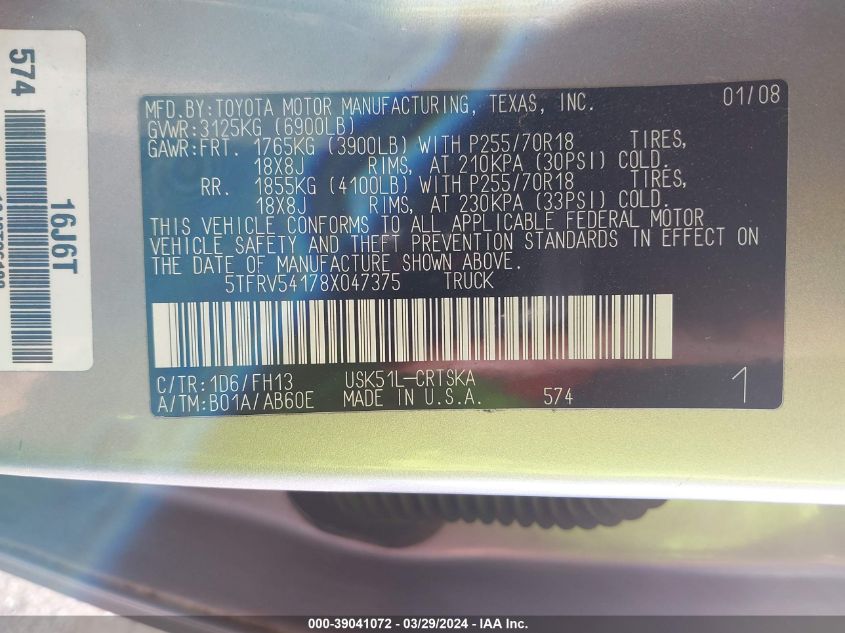 574
16J6T
MFD.BY:TOYOTA MOTOR MANUFACTURING, TEXAS, INC. 01/08
GVWR:3125KG (6900LB)
GAWR:FRT. 1765KG (3900LB) WITH P255/70R18 TIRES,
18X8J RIMS, AT 210KPA (30PSI) COLD.
RR. 1855KG (4100LB) WITH P255/70R18 TIRES,
18X8J RIMS, AT 230KPA (33PSI) COLD.
THIS VEHICLE CONFORMS TO ALL APPLICABLE FEDERAL MOTOR
VEHICLE SAFETY AND THEFT PREVENTION STANDARDS IN EFFECT ON
THE DATE OF MANUFACTURE SHOWN ABOVE.
5TFRV54178X047375 TRUCK
C/TR:1D6/FH13 USK51L-CRTSKA
A/TM:B01A/AB60E MADE IN U.S.A. 574 1
000-39041072 - 03/29/2024 - IAA Inc.